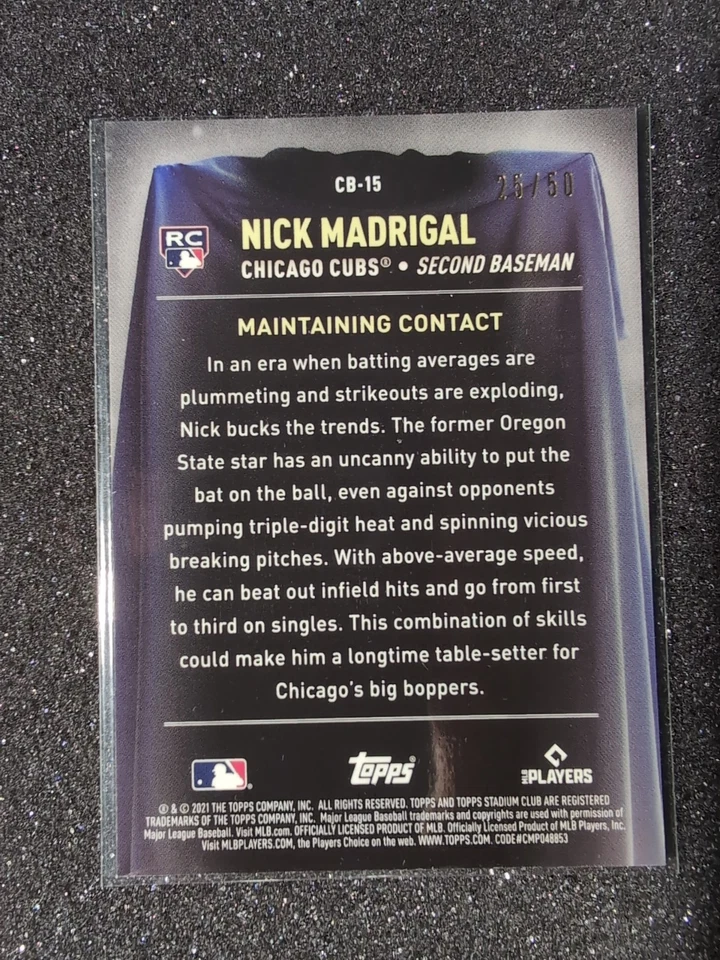 CB-15
25/50
RC
NICK MADRIGAL
CHICAGO CUBS® • SECOND BASEMAN
MAINTAINING CONTACT
In an era when batting averages are
plummeting and strikeouts are exploding,
Nick bucks the trends. The former Oregon
State star has an uncanny ability to put the
bat on the ball, even against opponents
pumping triple-digit heat and spinning vicious
breaking pitches. With above-average speed,
he can beat out infield hits and go from first
to third on singles. This combination of skills
could make him a longtime table-setter for
Chicago's big boppers.
topps®
MLB PLAYERS
® & © 2021 THE TOPPS COMPANY, INC. ALL RIGHTS RESERVED. TOPPS AND TOPPS STADIUM CLUB ARE REGISTERED
TRADEMARKS OF THE TOPPS COMPANY, INC. Major League Baseball trademarks and copyrights are used with permission of
Major League Baseball. Visit MLB.com. OFFICIALLY LICENSED PRODUCT OF MLB. Officially Licensed Product of MLB Players, Inc.
Visit MLBPLAYERS.COM, the Players Choice on the web. WWW.TOPPS.COM. CODE#CMP048853